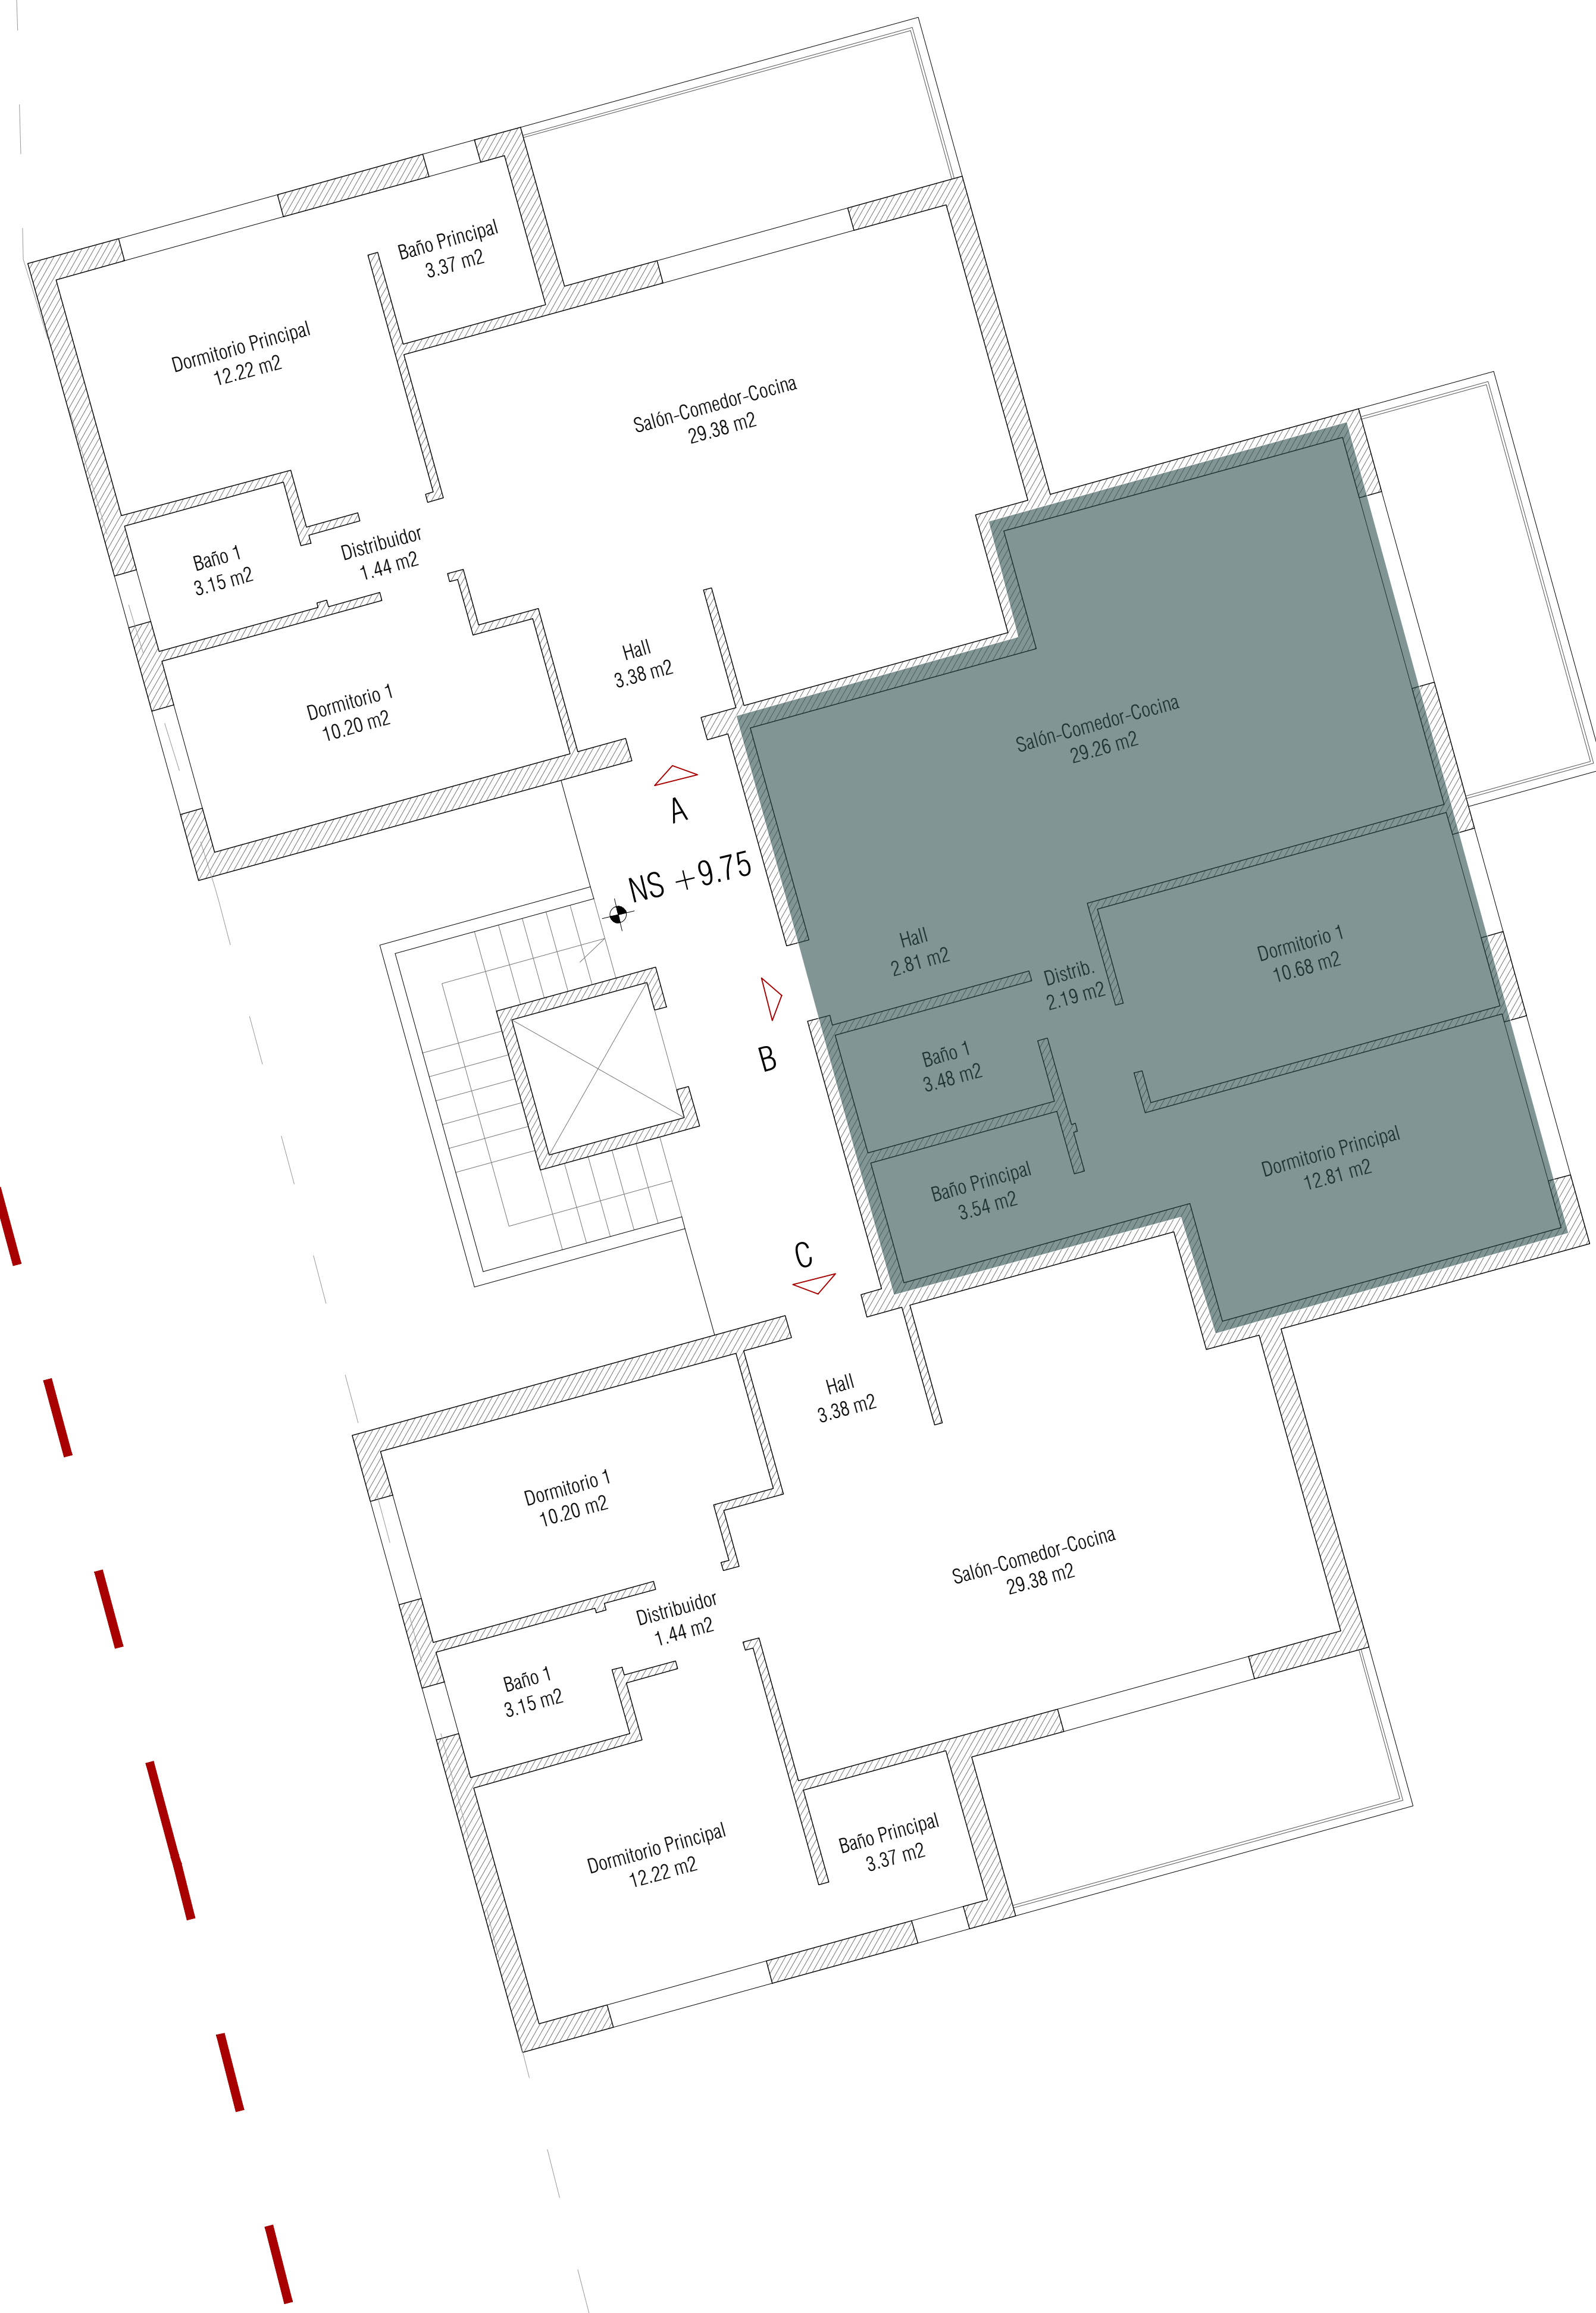 Baño Principal
3.37 m2
Dormitorio Principal
12.22 m2
Salón-Comedor-Cocina
29.38 m2
Baño 1
3.15 m2
Distribuidor
1.44 m2
Hall
3.38 m2
Dormitorio 1
10.20 m2
A
NS +9.75
B
C
Salón-Comedor-Cocina
29.26 m2
Hall
2.81 m2
Distrib.
2.19 m2
Dormitorio 1
10.68 m2
Baño 1
3.48 m2
Baño Principal
3.54 m2
Dormitorio Principal
12.81 m2
Hall
3.38 m2
Dormitorio 1
10.20 m2
Salón-Comedor-Cocina
29.38 m2
Distribuidor
1.44 m2
Baño 1
3.15 m2
Dormitorio Principal
12.22 m2
Baño Principal
3.37 m2